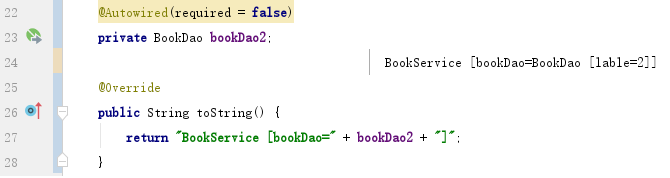 22 @Autowired(required = false)
23 private BookDao bookDao2;
24 BookService [bookDao=BookDao [lable=2]]
25 @Override
26 public String toString() {
27 return "BookService [bookDao=" + bookDao2 + "]";
28 }